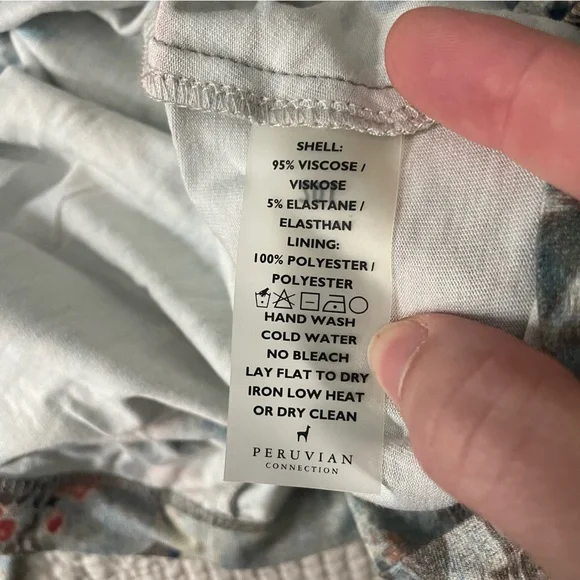 SHELL:
95% VISCOSE /
VISKOSE
5% ELASTANE /
ELASTHAN
LINING:
100% POLYESTER /
POLYESTER
HAND WASH
COLD WATER
NO BLEACH
LAY FLAT TO DRY
IRON LOW HEAT
OR DRY CLEAN
PERUVIAN
CONNECTION